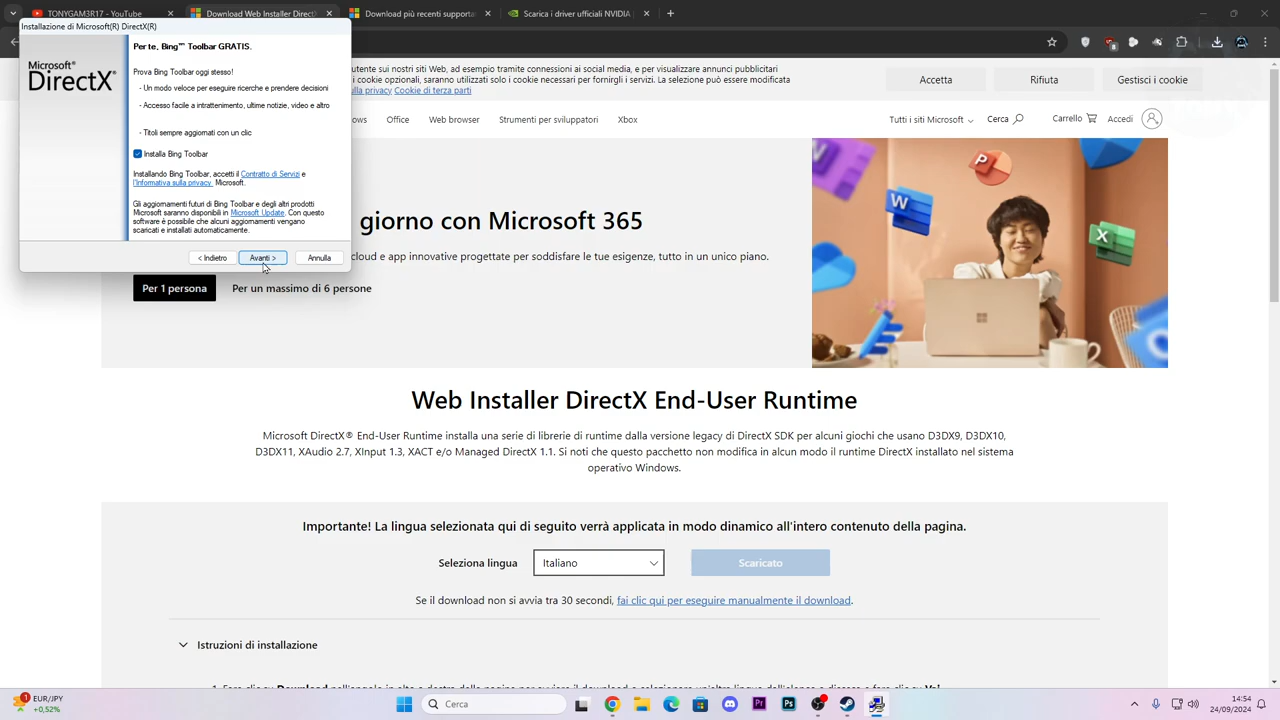 TONYGAM3R17 - YouTube
Download Web Installer DirectX
Download più recenti supportati
Download driver ufficiali NVIDIA
Installazione di Microsoft(R) DirectX(R)
Microsoft®
DirectX®
Per te, Bing™ Toolbar GRATIS.
Prova Bing Toolbar oggi stesso!
- Un modo veloce per eseguire ricerche e prendere decisioni
- Accesso facile a intrattenimento, ultime notizie, video e altro
- Titoli sempre aggiornati con un clic
Installa Bing Toolbar
Installando Bing Toolbar, accetti il Contratto di Servizi e
l'Informativa sulla privacy Microsoft.
Gli aggiornamenti futuri di Bing Toolbar e degli altri prodotti
Microsoft saranno disponibili in Microsoft Update. Con questo
software è possibile che alcuni aggiornamenti vengano
scaricati e installati automaticamente.
< Indietro
Avanti >
Annulla
utente sui siti Web, ad esempio tramite connessioni ai social media e annunci pubblicitari
i cookie opzionali, saranno utilizzati solo i cookie necessari per fornirgli i servizi. La modifica
ulla privacy Cookie di terza parti
Accetta
Rifiuta
Gestisci i cookie
ows
Office
Web browser
Strumenti per sviluppatori
Xbox
Tutti i siti Microsoft
Cerca
Carrello
Accedi
giorno con Microsoft 365
cloud e app innovative progettate per soddisfare le tue esigenze, tutto in un unico piano.
Per 1 persona
Per un massimo di 6 persone
W
P
X
Web Installer DirectX End-User Runtime
Microsoft DirectX® End-User Runtime installa una serie di librerie di runtime dalla versione legacy di DirectX SDK per alcuni giochi che usano D3DX9, D3DX10,
D3DX11, XAudio 2.7, XInput 1.3, XACT e/o Managed DirectX 1.1. Si noti che questo pacchetto non modifica in alcun modo il runtime DirectX installato nel sistema
operativo Windows.
Importante! La lingua selezionata qui di seguito verrà applicata in modo dinamico all'intero contenuto della pagina.
Seleziona lingua
Italiano
Scaricato
Se il download non si avvia tra 30 secondi, fai clic qui per eseguire manualmente il download.
Istruzioni di installazione
1
EUR/JPY
+0,52%
Cerca
Pr
Ps
14:54
24/09/2024